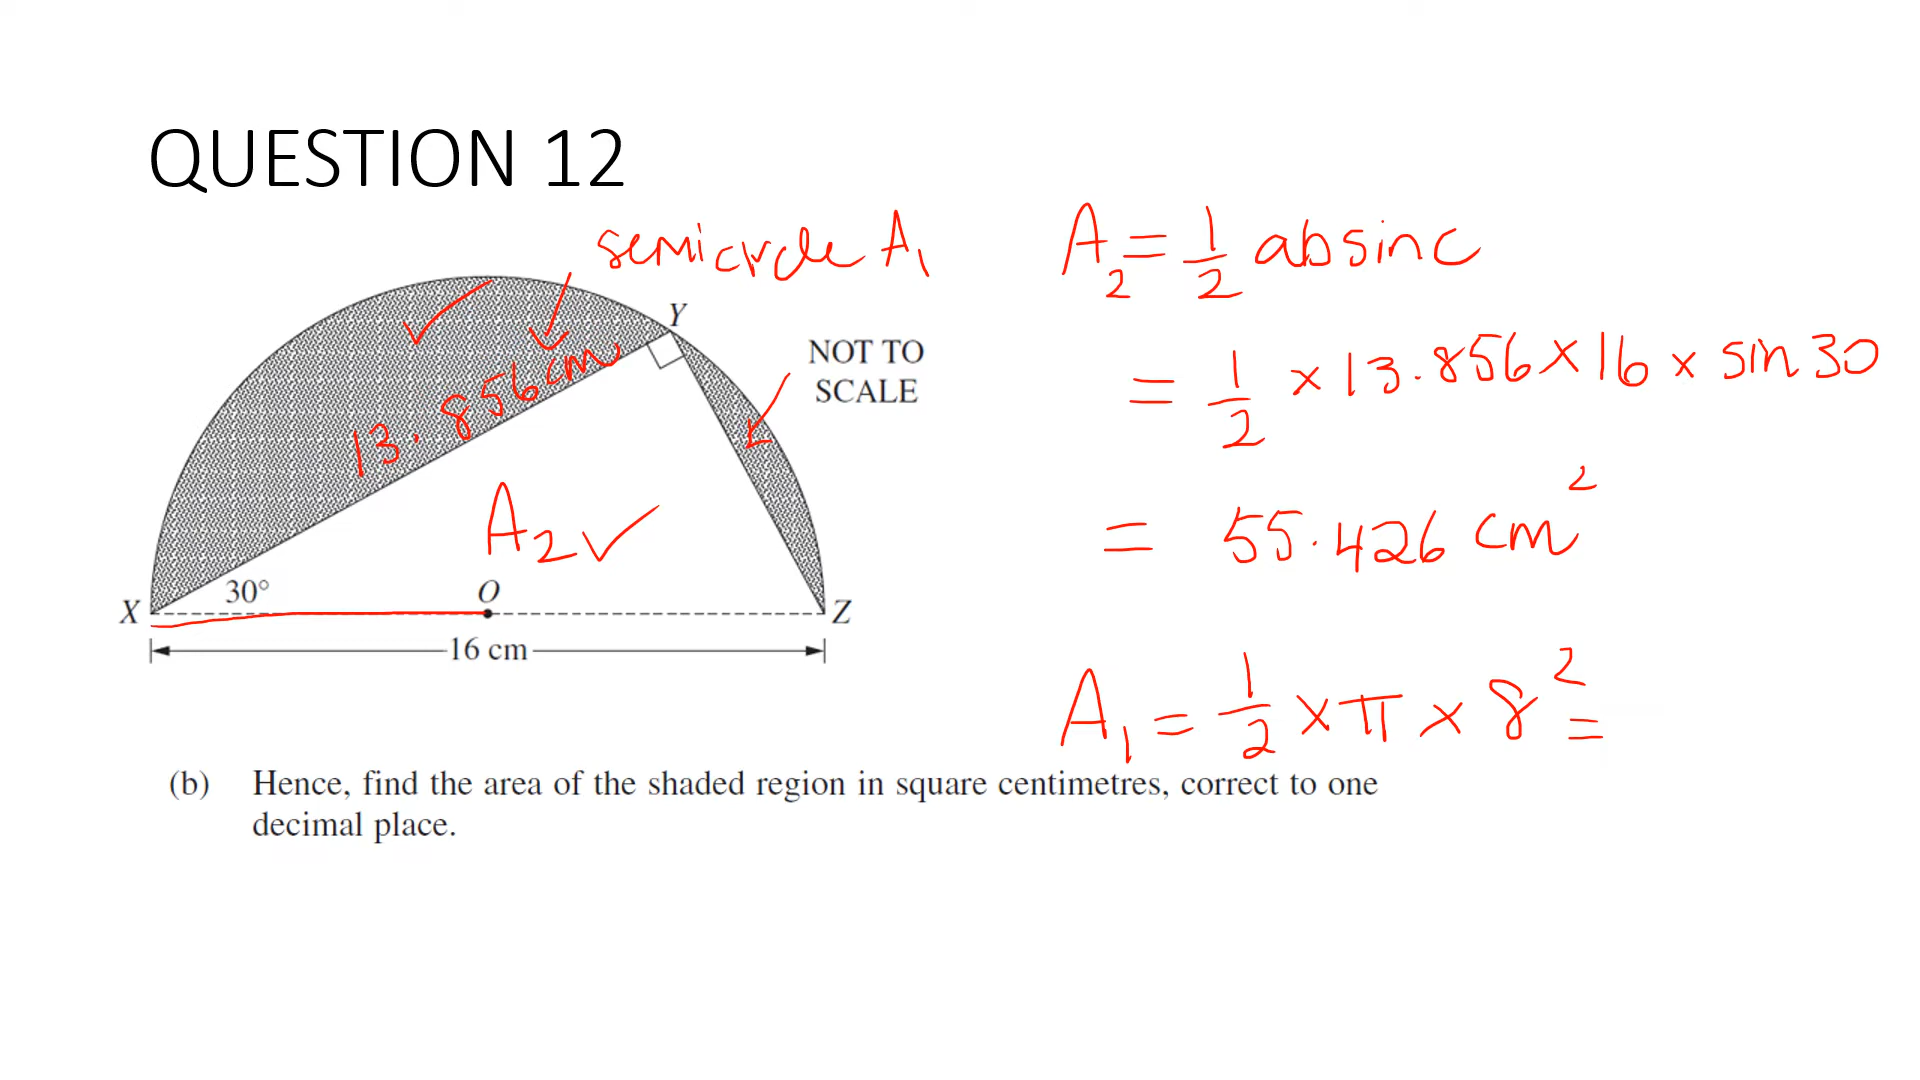 QUESTION 12
semicircle A₁
Y
NOT TO
SCALE
13.856cm
A₂✓
30°
O
X
Z
16 cm
A₂ = 1/2 absinc
= 1/2 × 13.856 × 16 × sin 30
= 55.426 cm²
A₁ = 1/2 × π × 8² =
(b) Hence, find the area of the shaded region in square centimetres, correct to one
decimal place.